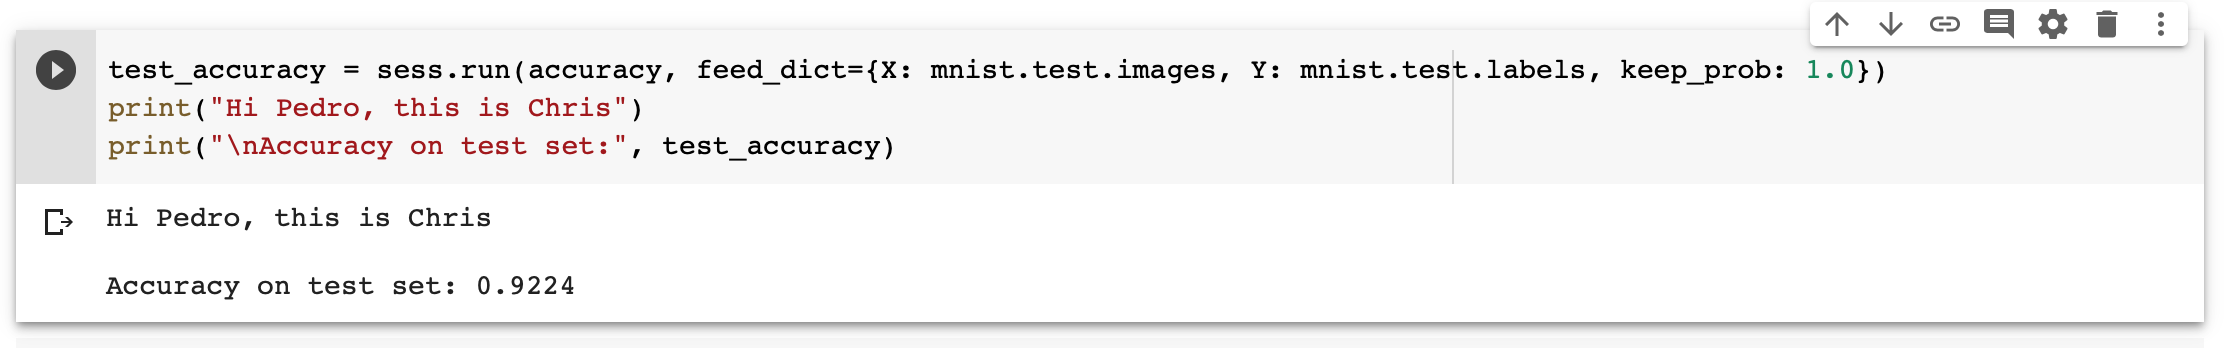 test_accuracy = sess.run(accuracy, feed_dict={X: mnist.test.images, Y: mnist.test.labels, keep_prob: 1.0})
print("Hi Pedro, this is Chris")
print("\nAccuracy on test set:", test_accuracy)
Hi Pedro, this is Chris
Accuracy on test set: 0.9224